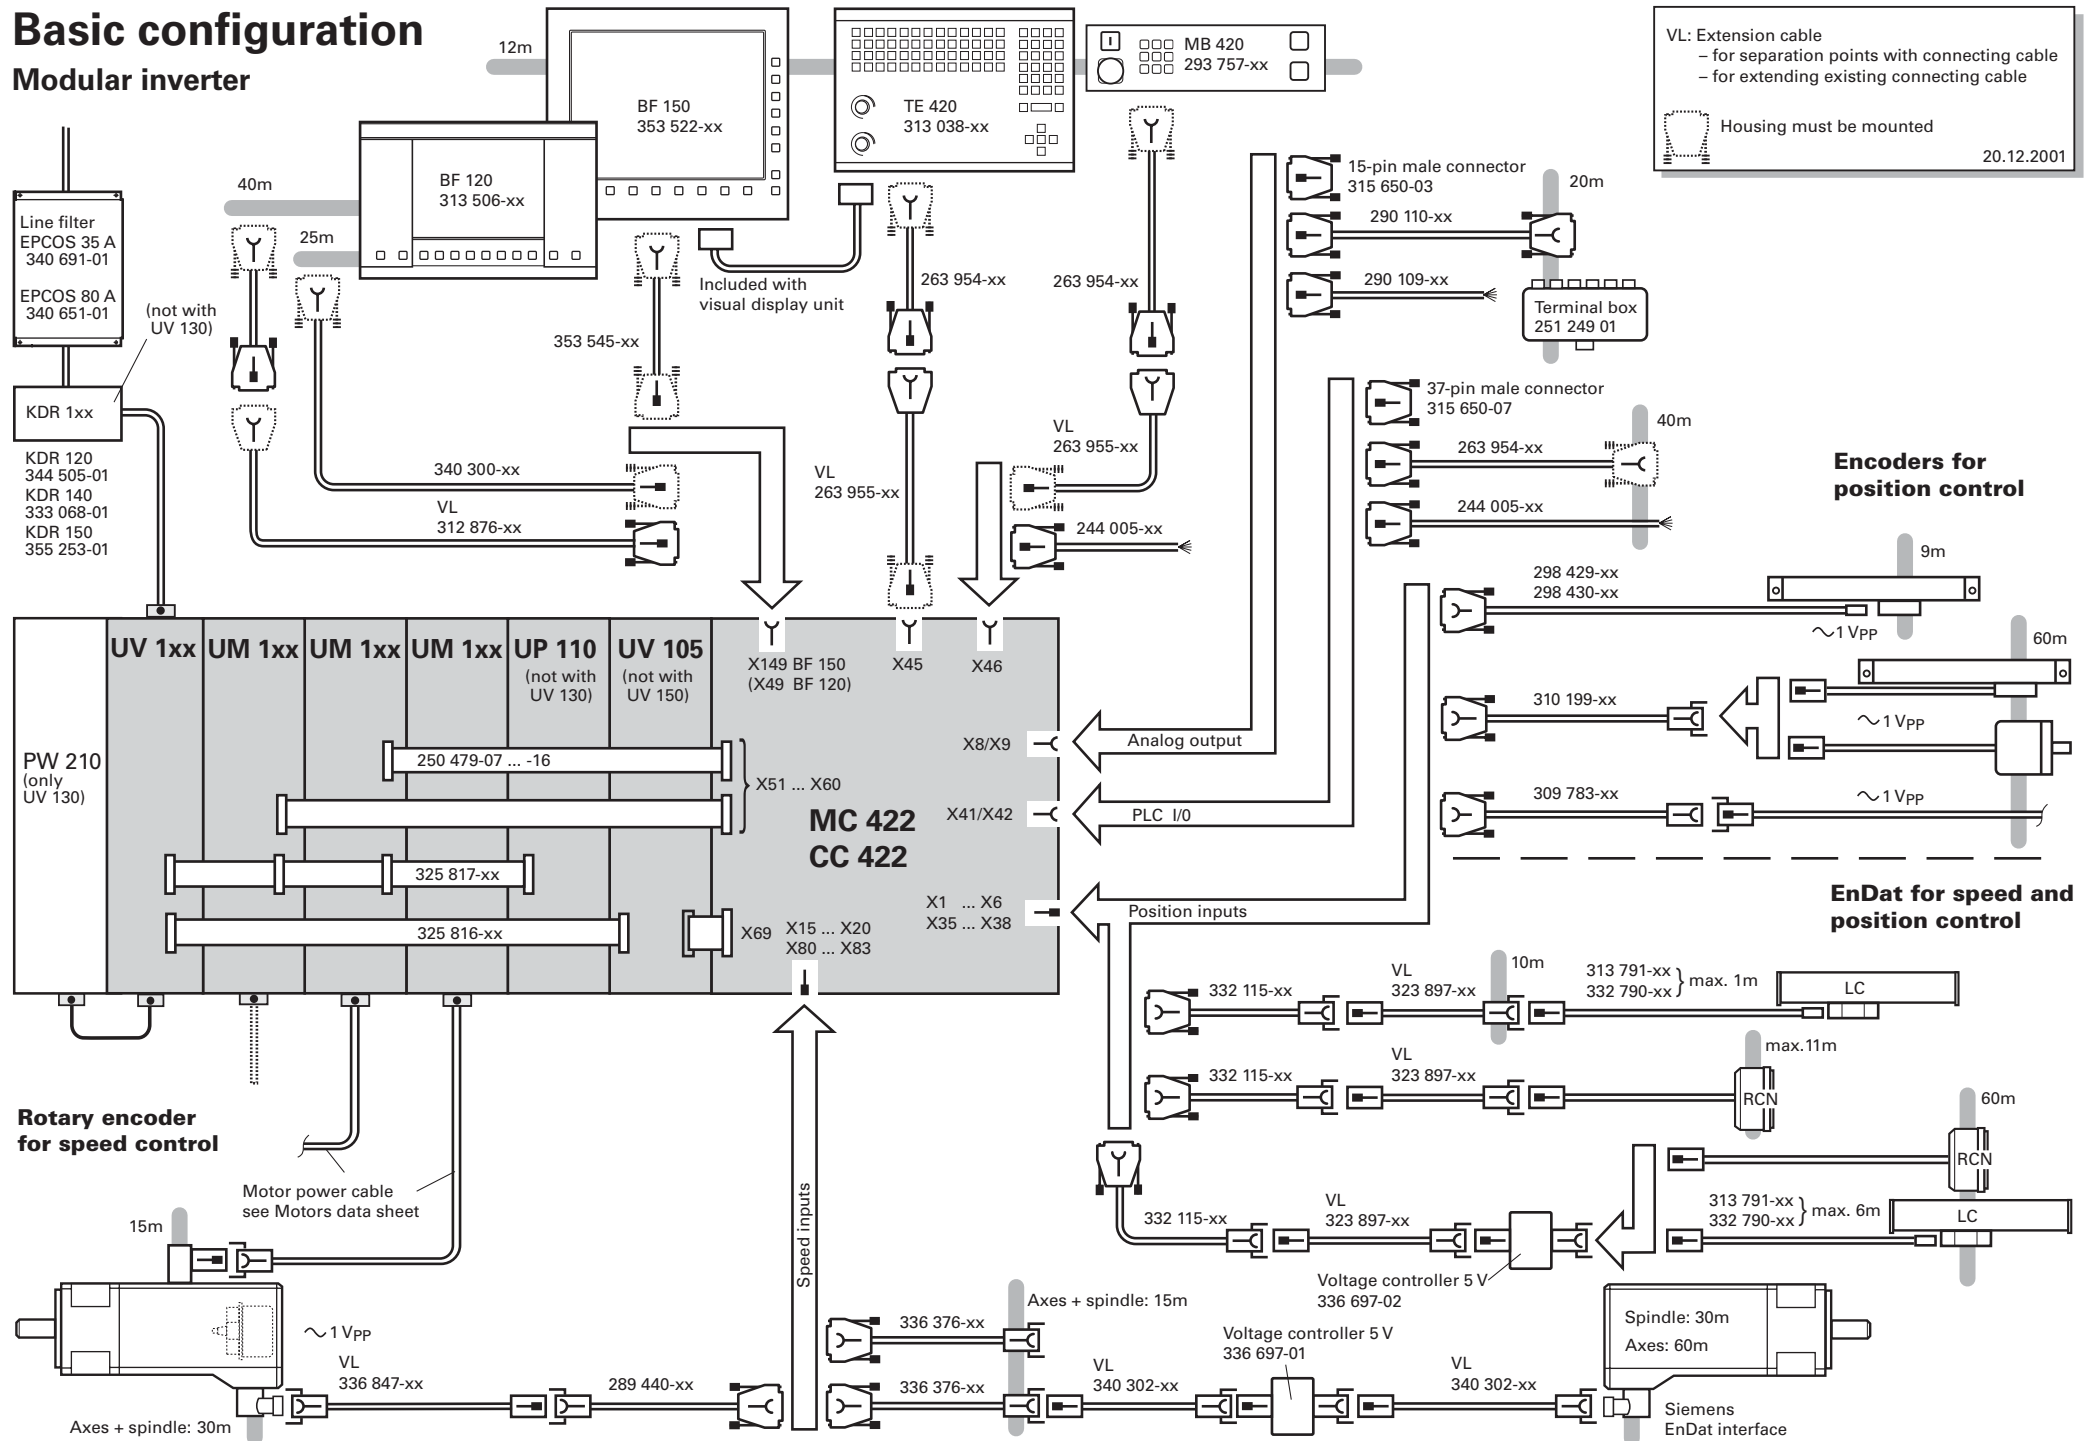 Basic configuration
Modular inverter
12m
BF 150
353 522-xx
TE 420
313 038-xx
MB 420
293 757-xx
VL: Extension cable
– for separation points with connecting cable
– for extending existing connecting cable
Housing must be mounted
20.12.2001
40m
BF 120
313 506-xx
25m
Line filter
EPCOS 35 A
340 691-01
EPCOS 80 A
340 651-01
(not with
UV 130)
KDR 1xx
KDR 120
344 505-01
KDR 140
333 068-01
KDR 150
355 253-01
Included with
visual display unit
353 545-xx
263 954-xx
263 954-xx
340 300-xx
VL
312 876-xx
VL
263 955-xx
VL
263 955-xx
244 005-xx
15-pin male connector
315 650-03
290 110-xx
20m
290 109-xx
Terminal box
251 249 01
37-pin male connector
315 650-07
263 954-xx
40m
244 005-xx
Encoders for
position control
298 429-xx
298 430-xx
9m
~1 VPP
60m
310 199-xx
~1 VPP
309 783-xx
~1 VPP
PW 210
(only
UV 130)
UV 1xx
UM 1xx
UM 1xx
UM 1xx
UP 110
(not with
UV 130)
UV 105
(not with
UV 150)
X149 BF 150
(X49 BF 120)
X45
X46
X8/X9
Analog output
250 479-07 ... -16
X51 ... X60
MC 422
CC 422
X41/X42
PLC I/0
325 817-xx
325 816-xx
X69
X15 ... X20
X80 ... X83
X1 ... X6
X35 ... X38
Position inputs
EnDat for speed and
position control
332 115-xx
VL
323 897-xx
10m
313 791-xx
332 790-xx
max. 1m
LC
332 115-xx
VL
323 897-xx
max.11m
RCN
60m
RCN
332 115-xx
VL
323 897-xx
313 791-xx
332 790-xx
max. 6m
LC
Voltage controller 5 V
336 697-02
Rotary encoder
for speed control
Motor power cable
see Motors data sheet
15m
~1 VPP
VL
336 847-xx
289 440-xx
Axes + spindle: 30m
Speed inputs
336 376-xx
Axes + spindle: 15m
336 376-xx
VL
340 302-xx
Voltage controller 5 V
336 697-01
VL
340 302-xx
Spindle: 30m
Axes: 60m
Siemens
EnDat interface